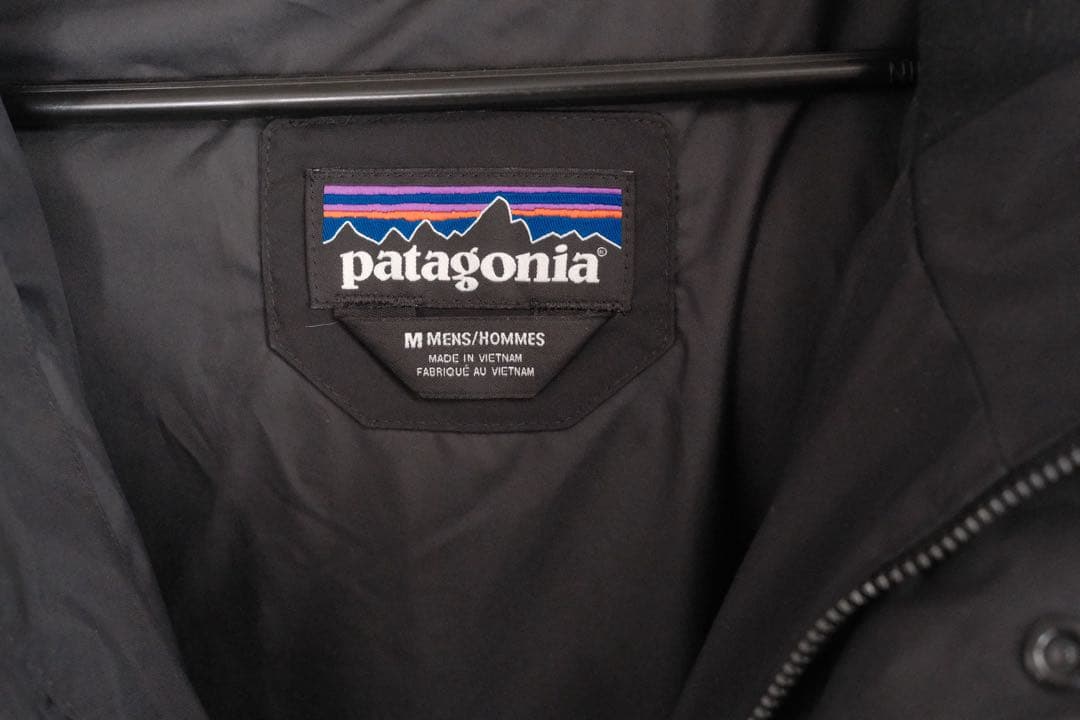 patagonia®
M MENS/HOMMES
MADE IN VIETNAM
FABRIQUÉ AU VIETNAM